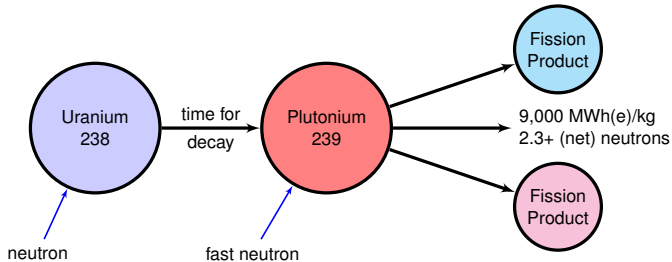 Fission
Product
Uranium
238
time for
decay
Plutonium
239
9,000 MWh(e)/kg
2.3+ (net) neutrons
Fission
Product
neutron
fast neutron